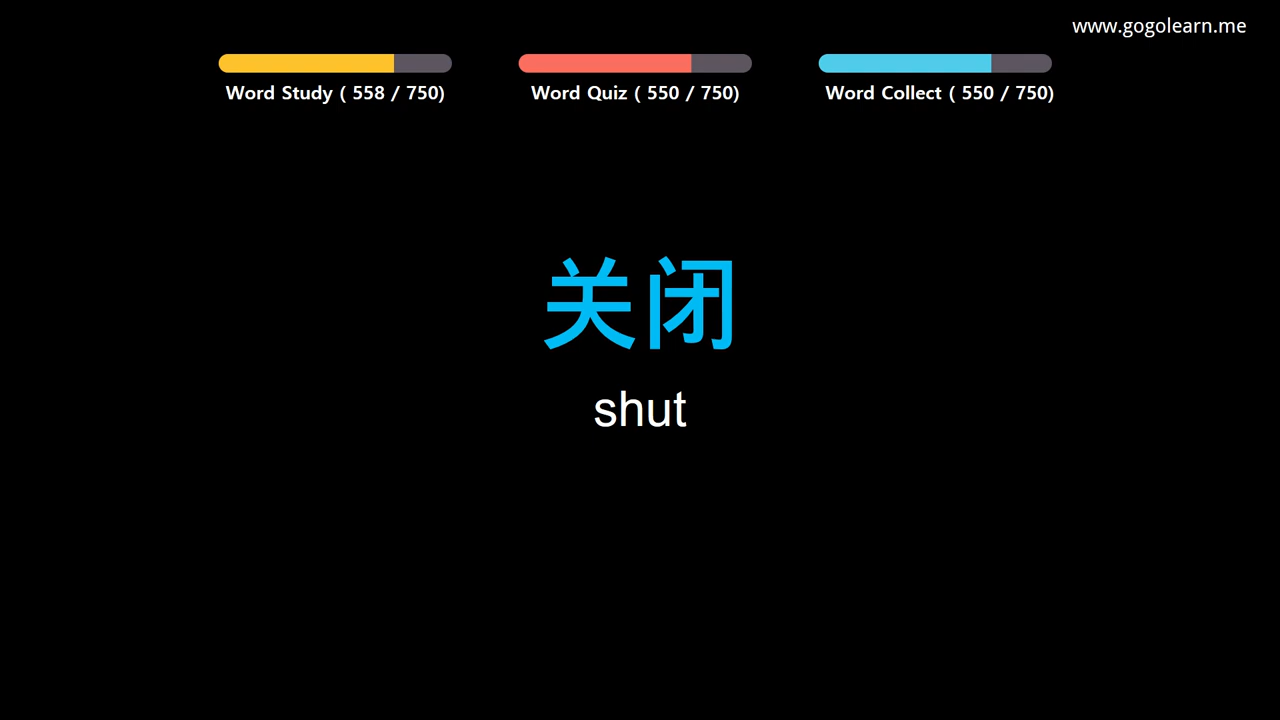 www.gogolearn.me
Word Study ( 558 / 750)
Word Quiz ( 550 / 750)
Word Collect ( 550 / 750)
关闭
shut